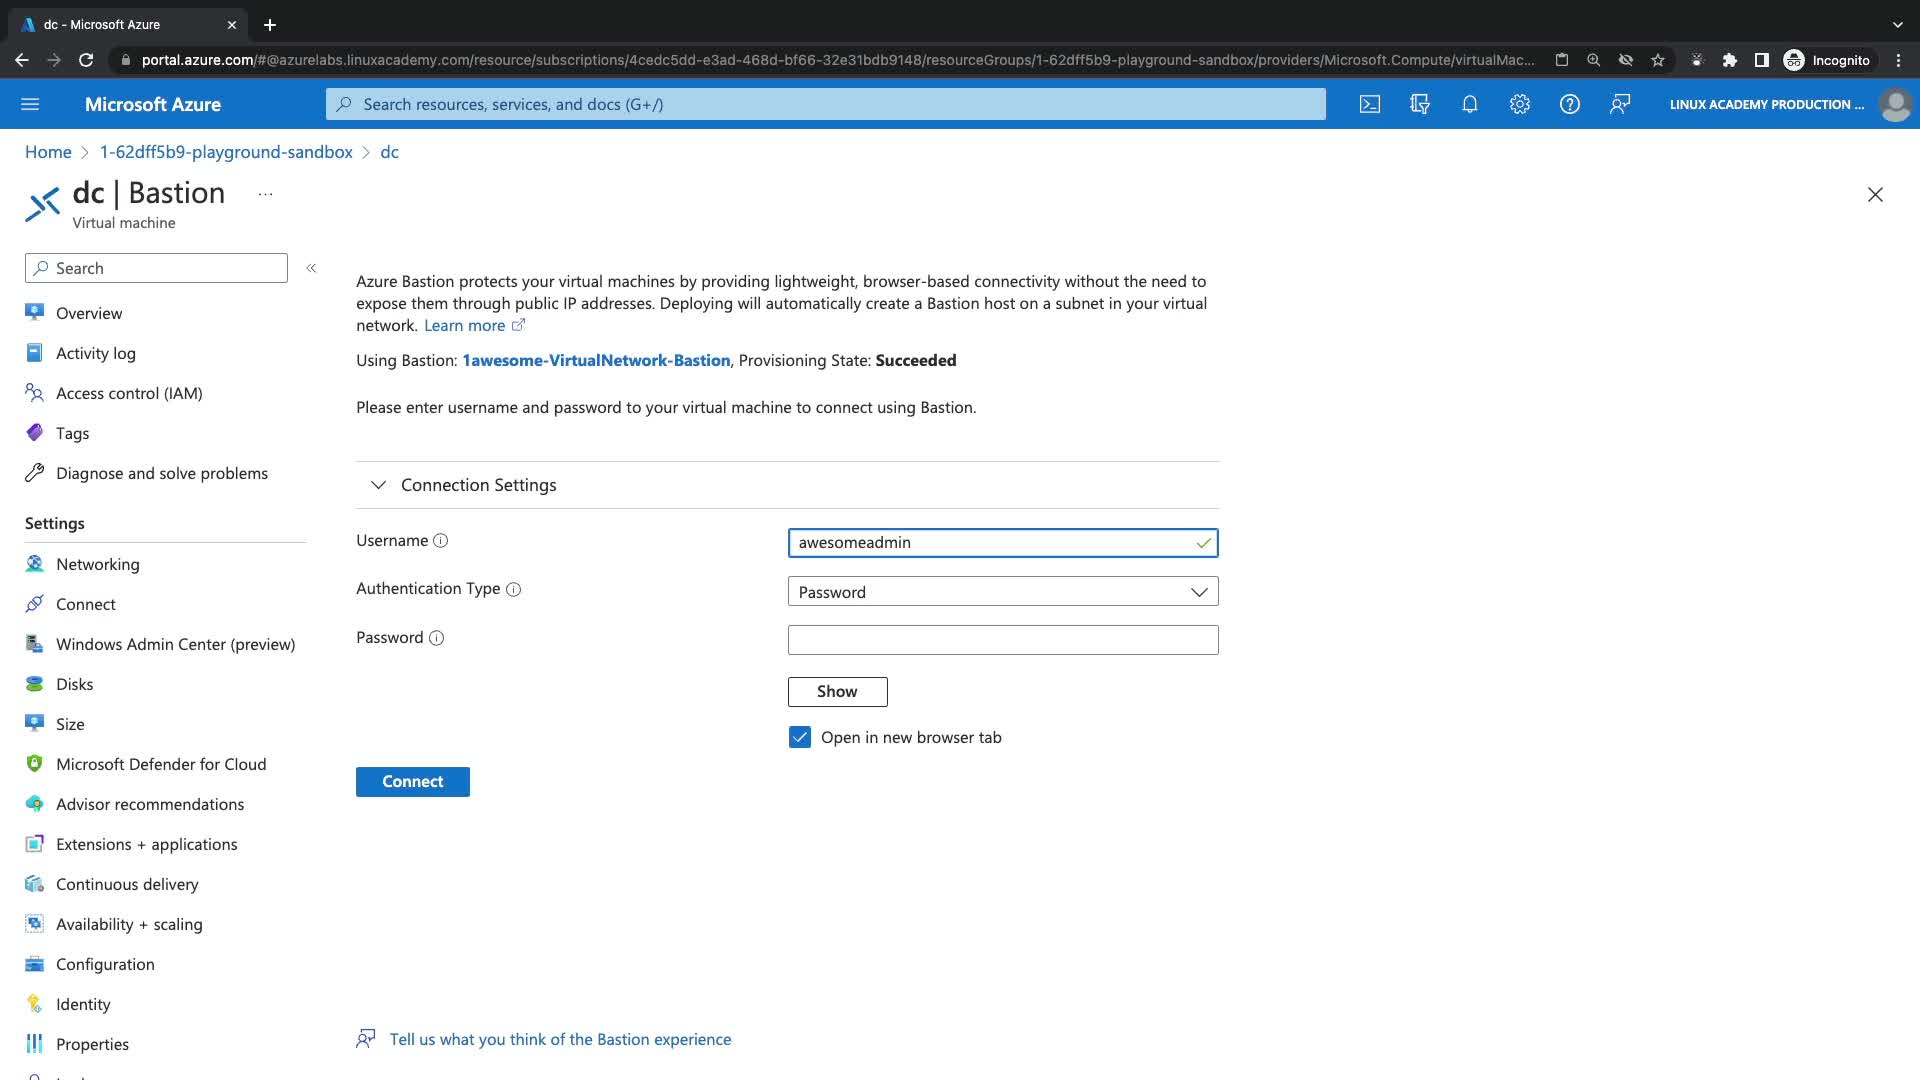 dc - Microsoft Azure
portal.azure.com/#@azurelabs.linuxacademy.com/resource/subscriptions/4cedc5dd-e3ad-468d-bf66-32e31bdb9148/resourceGroups/1-62dff5b9-playground-sandbox/providers/Microsoft.Compute/virtualMac...
Incognito
Microsoft Azure
Search resources, services, and docs (G+/)
LINUX ACADEMY PRODUCTION ...
Home > 1-62dff5b9-playground-sandbox > dc
dc | Bastion ...
Virtual machine
Search
«
Overview
Activity log
Access control (IAM)
Tags
Diagnose and solve problems
Settings
Networking
Connect
Windows Admin Center (preview)
Disks
Size
Microsoft Defender for Cloud
Advisor recommendations
Extensions + applications
Continuous delivery
Availability + scaling
Configuration
Identity
Properties
Azure Bastion protects your virtual machines by providing lightweight, browser-based connectivity without the need to
expose them through public IP addresses. Deploying will automatically create a Bastion host on a subnet in your virtual
network. Learn more
Using Bastion: 1awesome-VirtualNetwork-Bastion, Provisioning State: Succeeded
Please enter username and password to your virtual machine to connect using Bastion.
Connection Settings
Username
awesomeadmin
Authentication Type
Password
Password
Show
Open in new browser tab
Connect
Tell us what you think of the Bastion experience